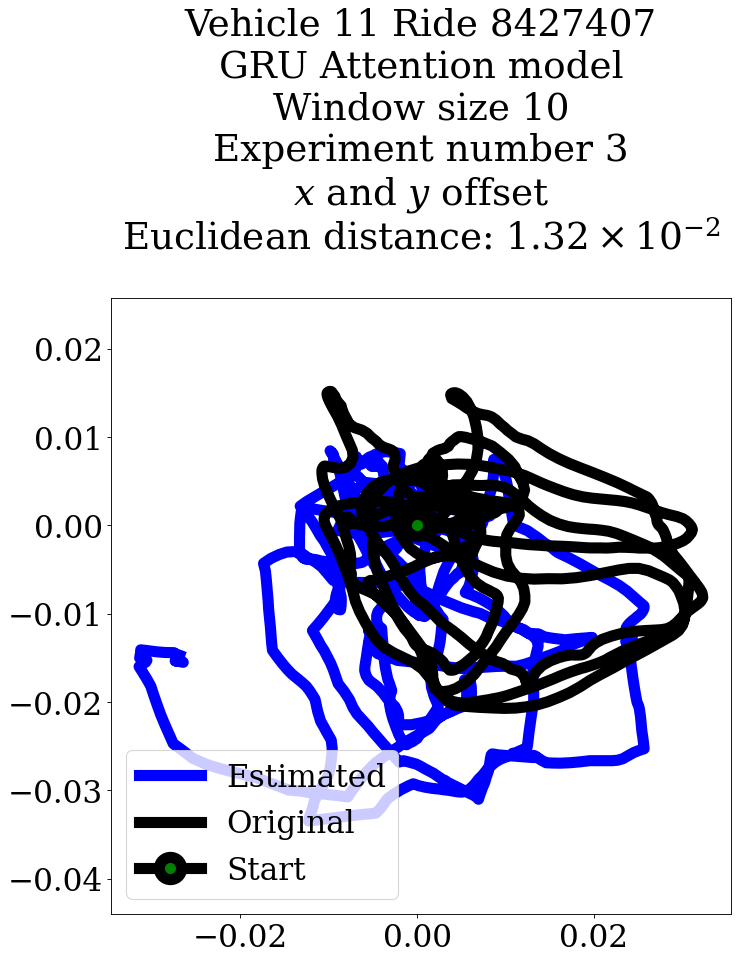 Vehicle 11 Ride 8427407
GRU Attention model
Window size 10
Experiment number 3
x and y offset
Euclidean distance: 1.32 × 10⁻²
0.02
0.01
0.00
−0.01
−0.02
−0.03
−0.04
Estimated
Original
Start
−0.02 0.00 0.02